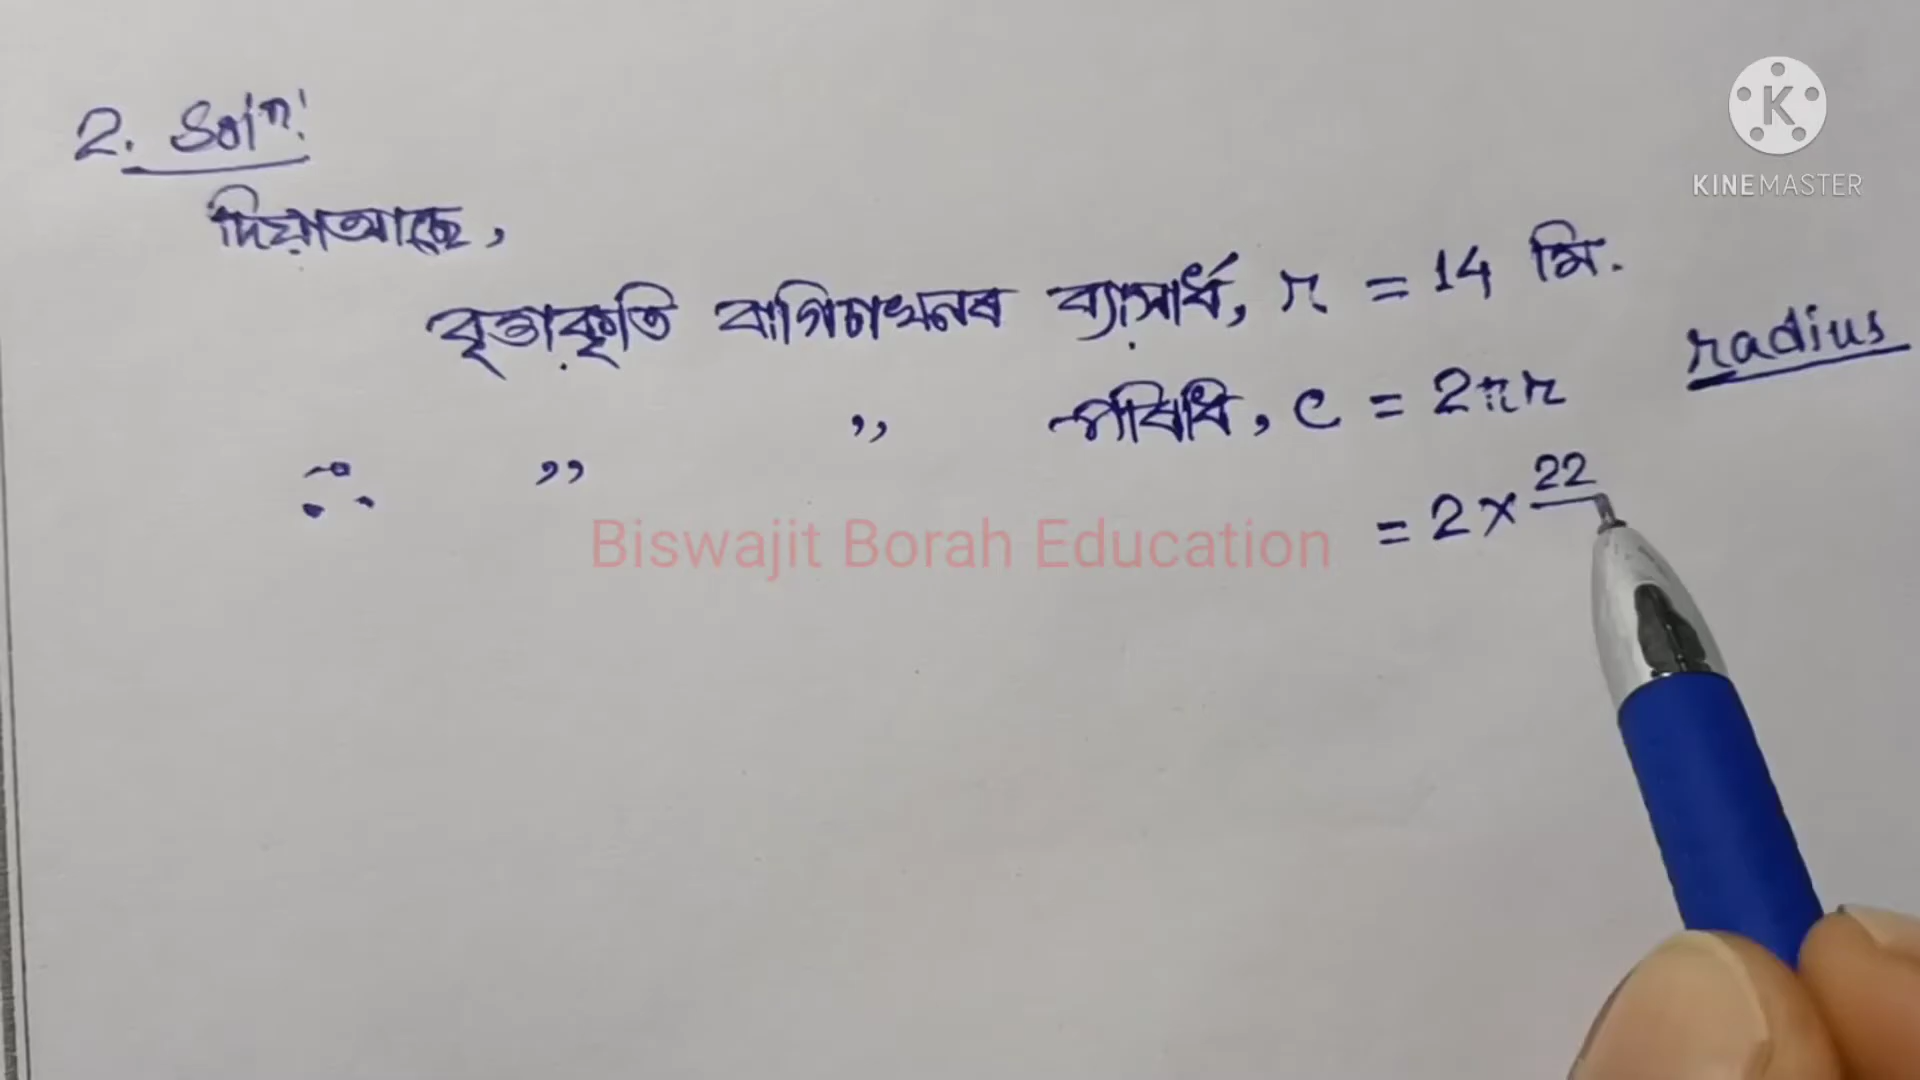 2. Solⁿ:
দিয়াআছে,
বৃত্তাকৃতি বাগিচাখনৰ ব্যাসাৰ্ধ, r = 14 মি.
radius
∴ ,, ,, পৰিধি, c = 2πr
= 2 × 22
Biswajit Borah Education
K
KINEMASTER